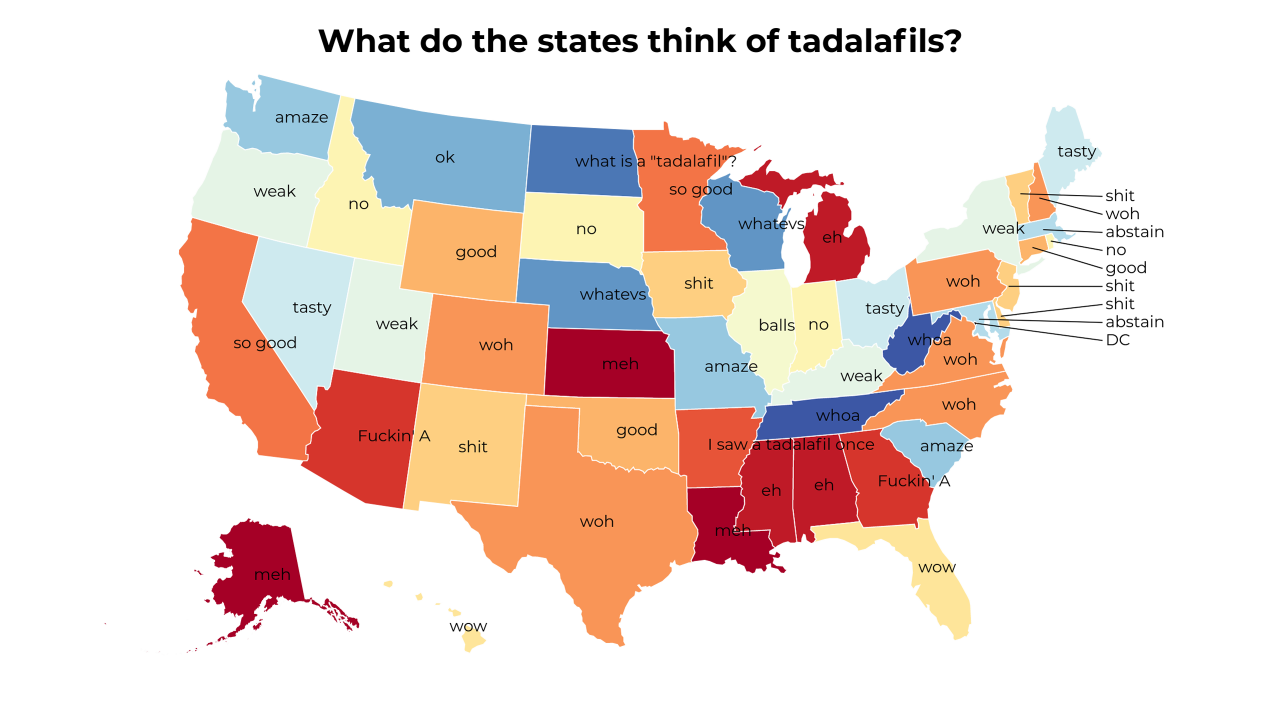 What do the states think of tadalafils?
amaze
ok
what is a "tadalafil"?
tasty
weak
no
so good
shit
woh
whatevs
weak
abstain
eh
no
no
good
good
shit
whatevs
shit
woh
tasty
tasty
shit
weak
balls
no
abstain
so good
woh
whoa
DC
meh
amaze
woh
weak
woh
whoa
Fuckin' A
good
shit
I saw a tadalafil once
amaze
eh
eh
Fuckin' A
woh
meh
meh
wow
wow